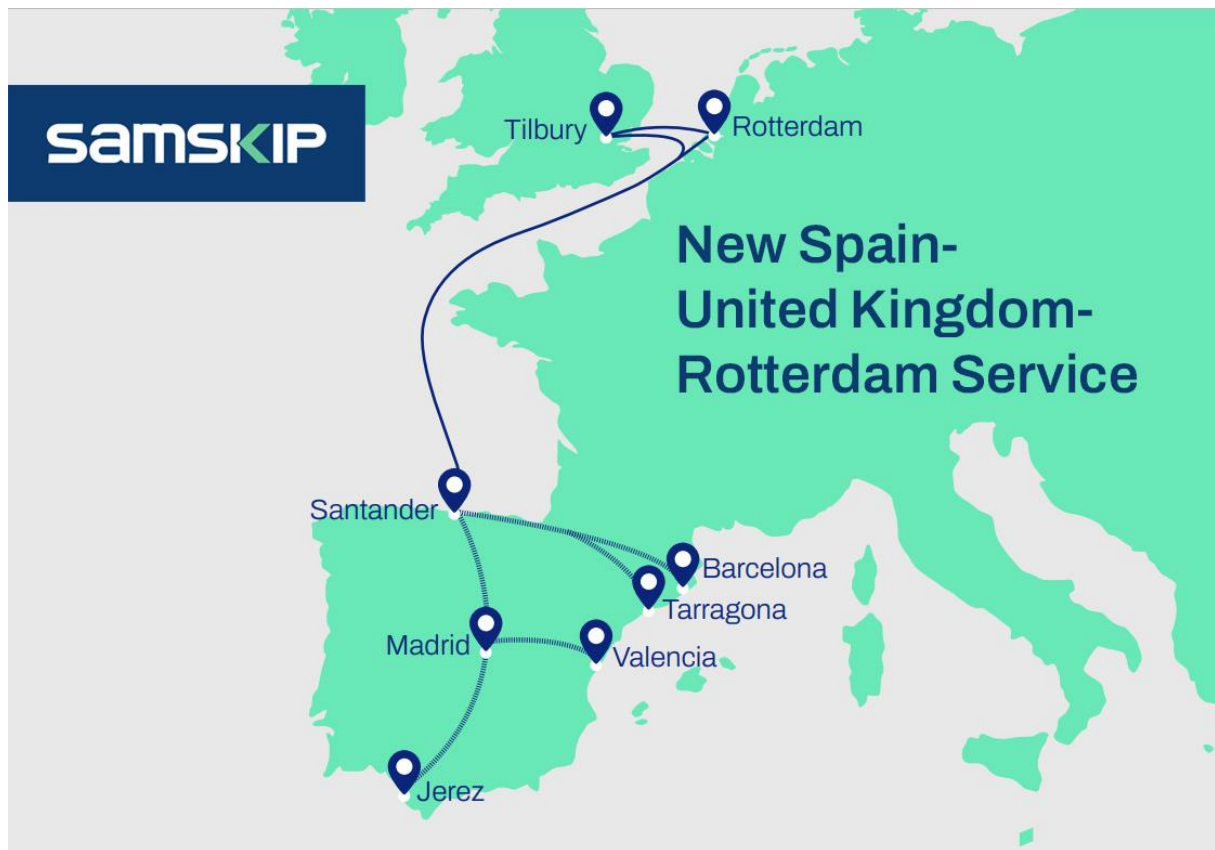 SAMSKIP
Tilbury
Rotterdam
New Spain-
United Kingdom-
Rotterdam Service
Santander
Barcelona
Tarragona
Madrid
Valencia
Jerez